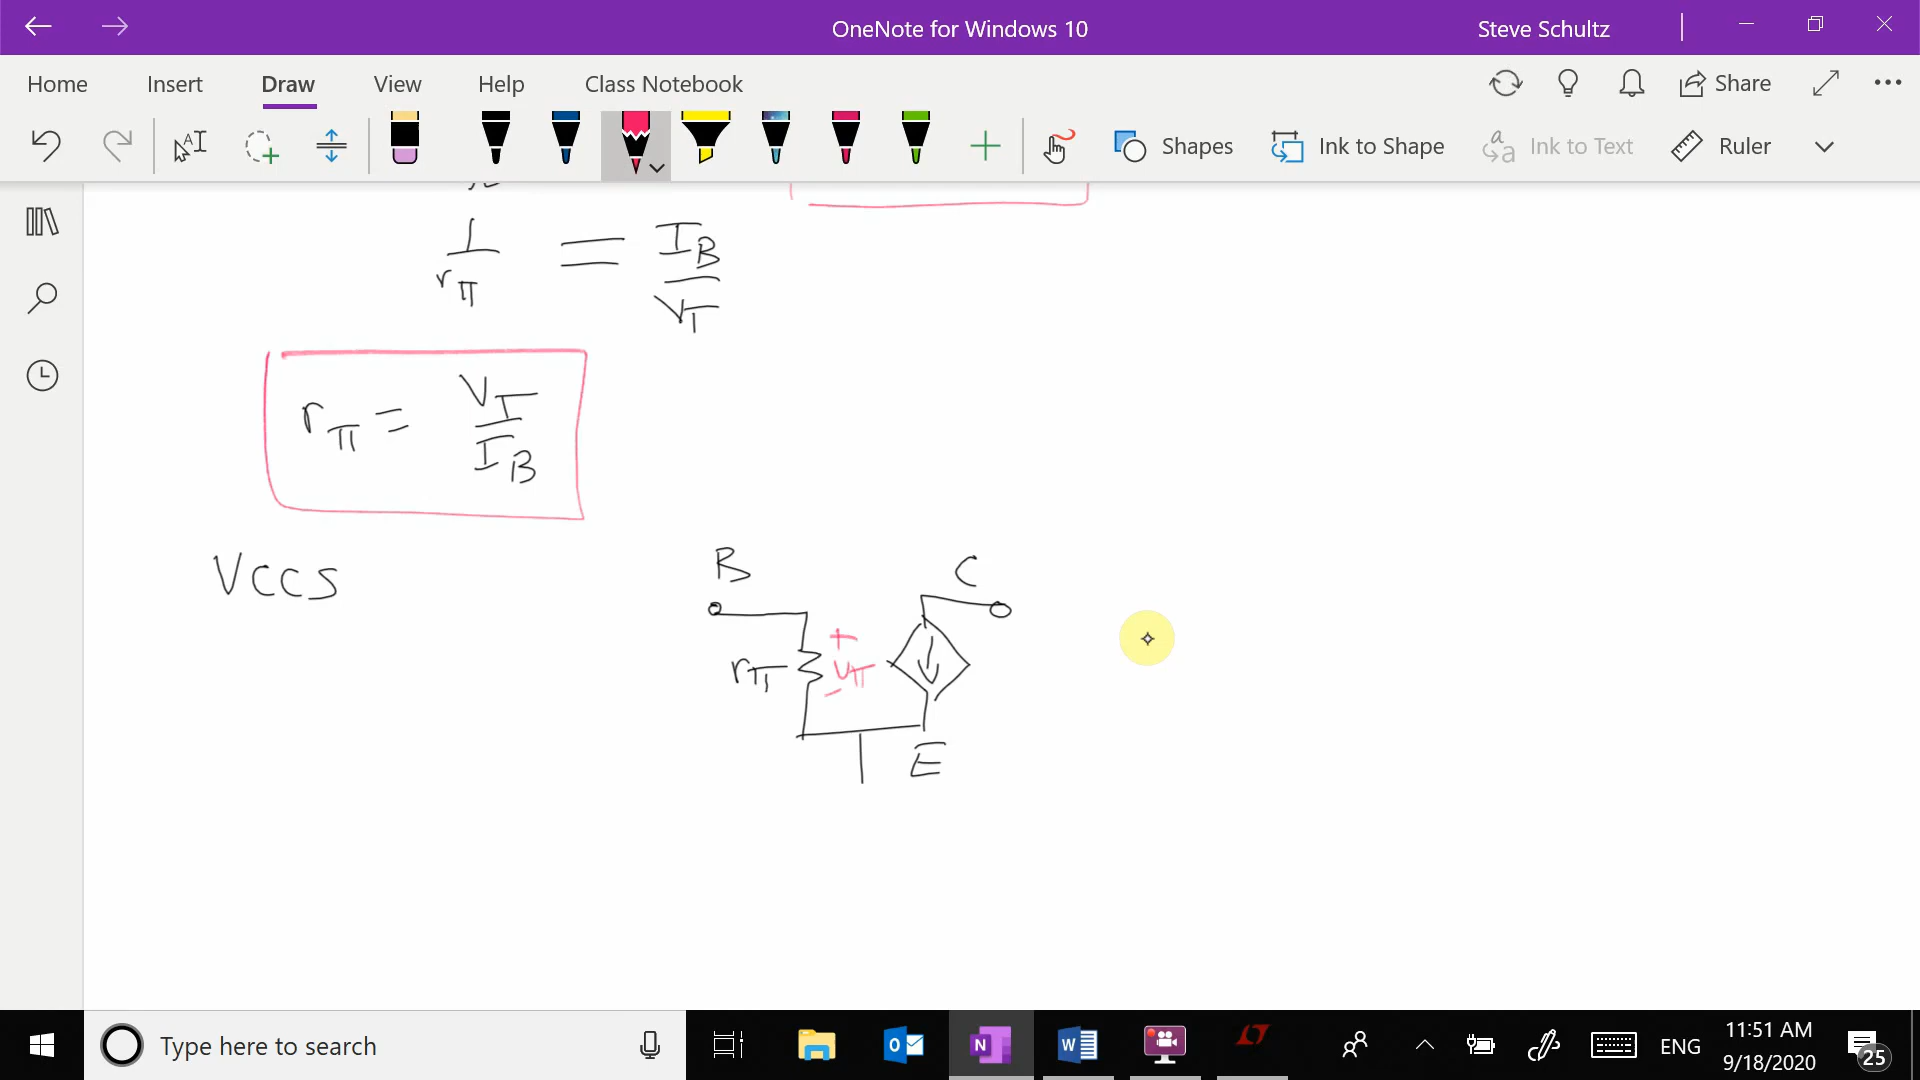 OneNote for Windows 10
Steve Schultz
Home Insert Draw View Help Class Notebook
Share
Shapes Ink to Shape Ink to Text Ruler
1/rπ = IB/VT
rπ = VT/IB
VCCS
B C
+
rπ vπ
-
E
Type here to search
ENG
11:51 AM
9/18/2020
25